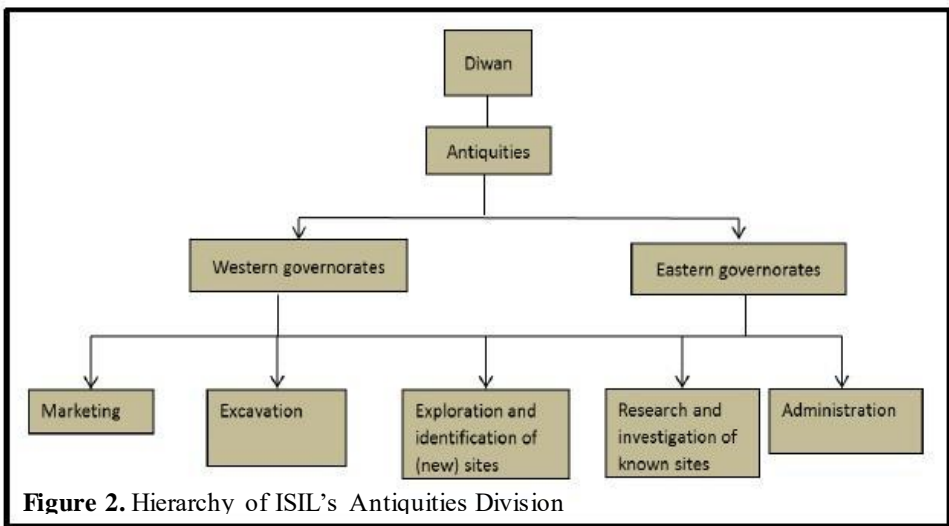 Diwan
Antiquities
Western governorates
Eastern governorates
Marketing
Excavation
Exploration and
identification of
(new) sites
Research and
investigation of
known sites
Administration
Figure 2. Hierarchy of ISIL’s Antiquities Division